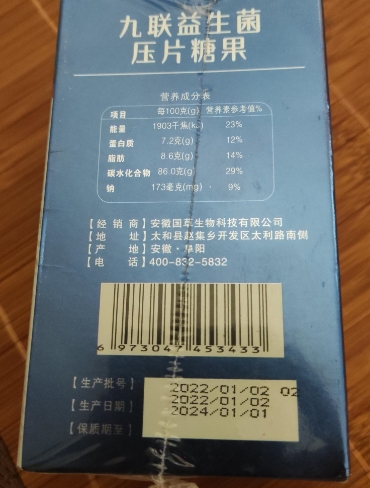 九联益生菌
压片糖果
营养成分表
项目 每100克(g) 营养素参考值%
能量 1903千焦(kJ) 23%
蛋白质 7.2克(g) 12%
脂肪 8.6克(g) 14%
碳水化合物 86.0克(g) 29%
钠 173毫克(mg) 9%
【经销商】安徽国草生物科技有限公司
【地址】太和县赵集乡开发区太利路南侧
【产地】安徽·阜阳
【电话】400-832-5832
6 973047 453433
【生产批号】 2022/01/02 02
【生产日期】 2022/01/02
【保质期至】 2024/01/01